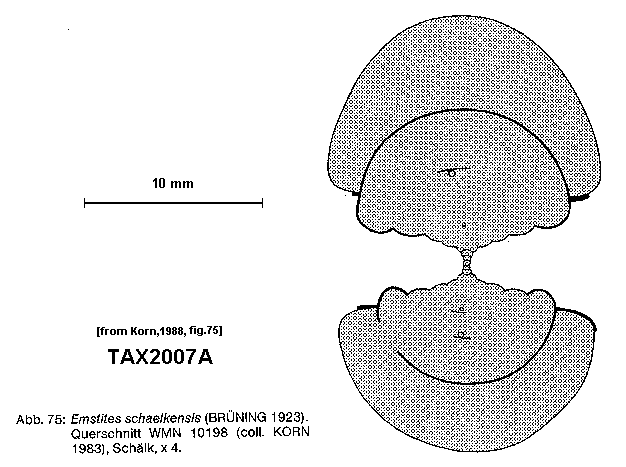 10 mm
[from Korn,1988, fig.75]
TAX2007A
Abb. 75: Emstites schaelkensis (BRÜNING 1923).
Querschnitt WMN 10198 (coll. KORN
1983), Schälk, x 4.